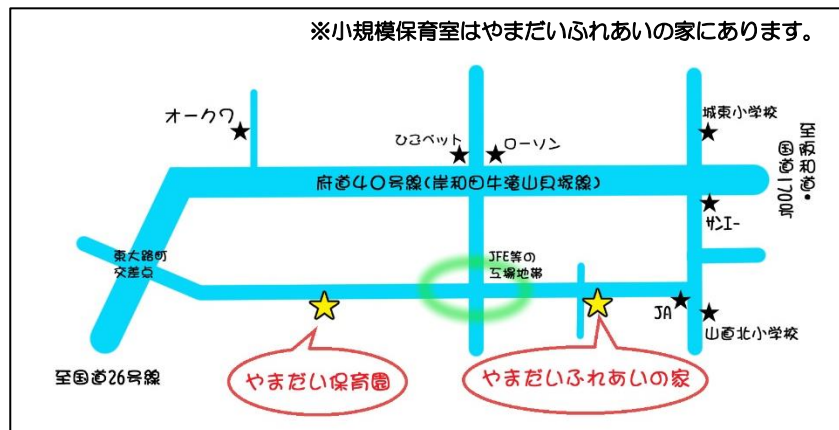 ※小規模保育室はやまだいふれあいの家にあります。
オークワ
ひごペット
ローソン
城東小学校
至阪和道・
国道170号
府道40号線(岸和田牛滝山貝塚線)
サンエー
東大路町
交差点
JFE等の
工場地帯
JA
山直北小学校
やまだい保育園
やまだいふれあいの家
至国道26号線